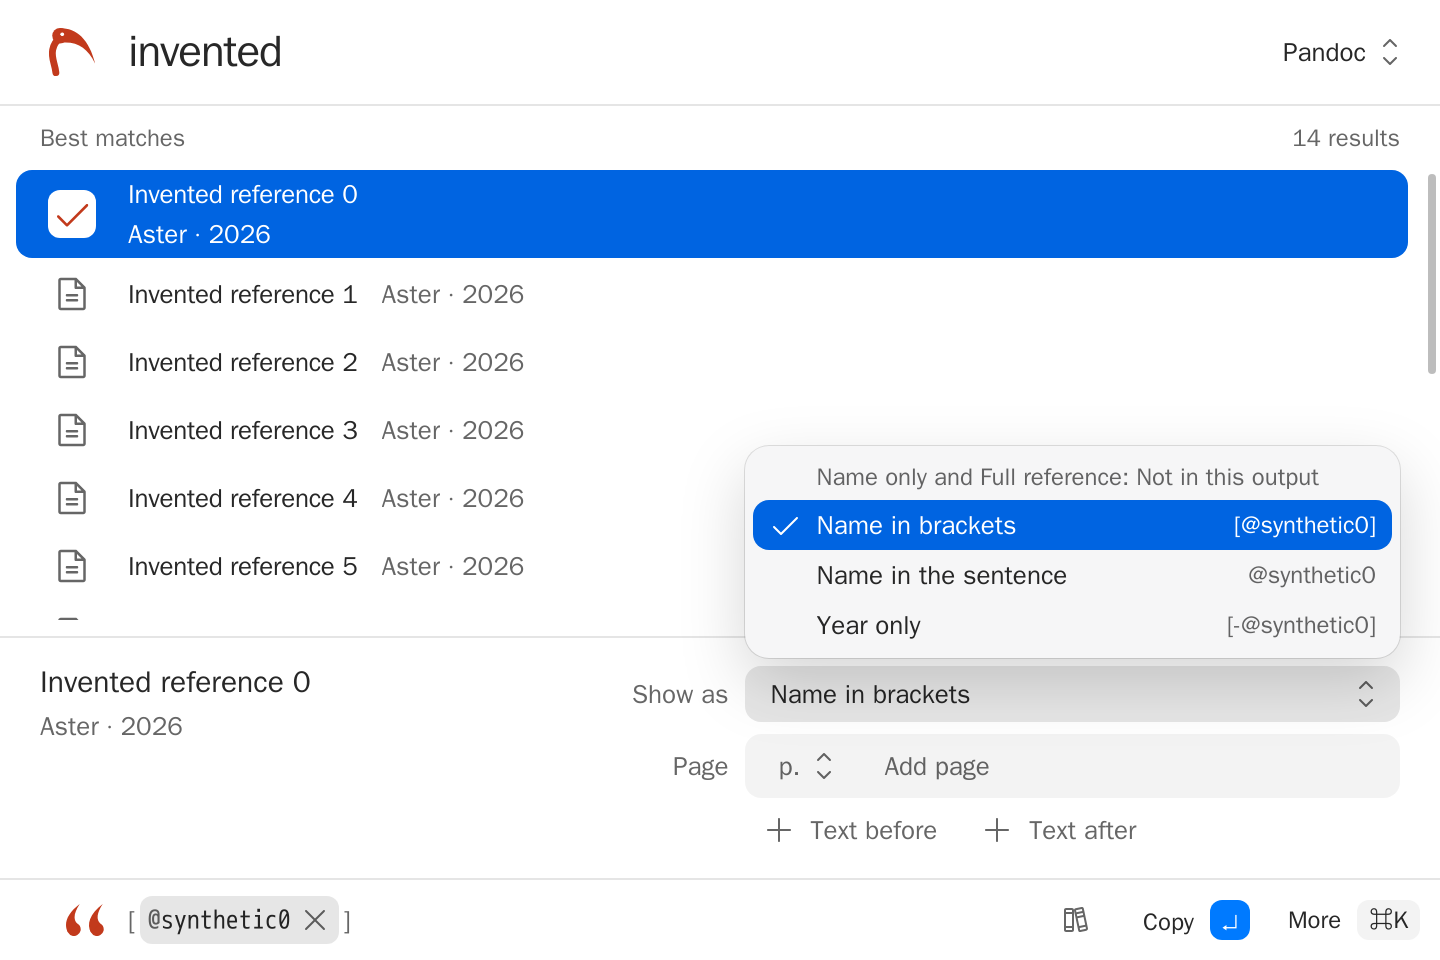 invented
Pandoc
Best matches
14 results
Invented reference 0
Aster · 2026
Invented reference 1 Aster · 2026
Invented reference 2 Aster · 2026
Invented reference 3 Aster · 2026
Invented reference 4 Aster · 2026
Invented reference 5 Aster · 2026
Name only and Full reference: Not in this output
Name in brackets [@synthetic0]
Name in the sentence @synthetic0
Year only [-@synthetic0]
Invented reference 0
Aster · 2026
Show as Name in brackets
Page p. Add page
Text before Text after
[ @synthetic0 ]
Copy
More ⌘K